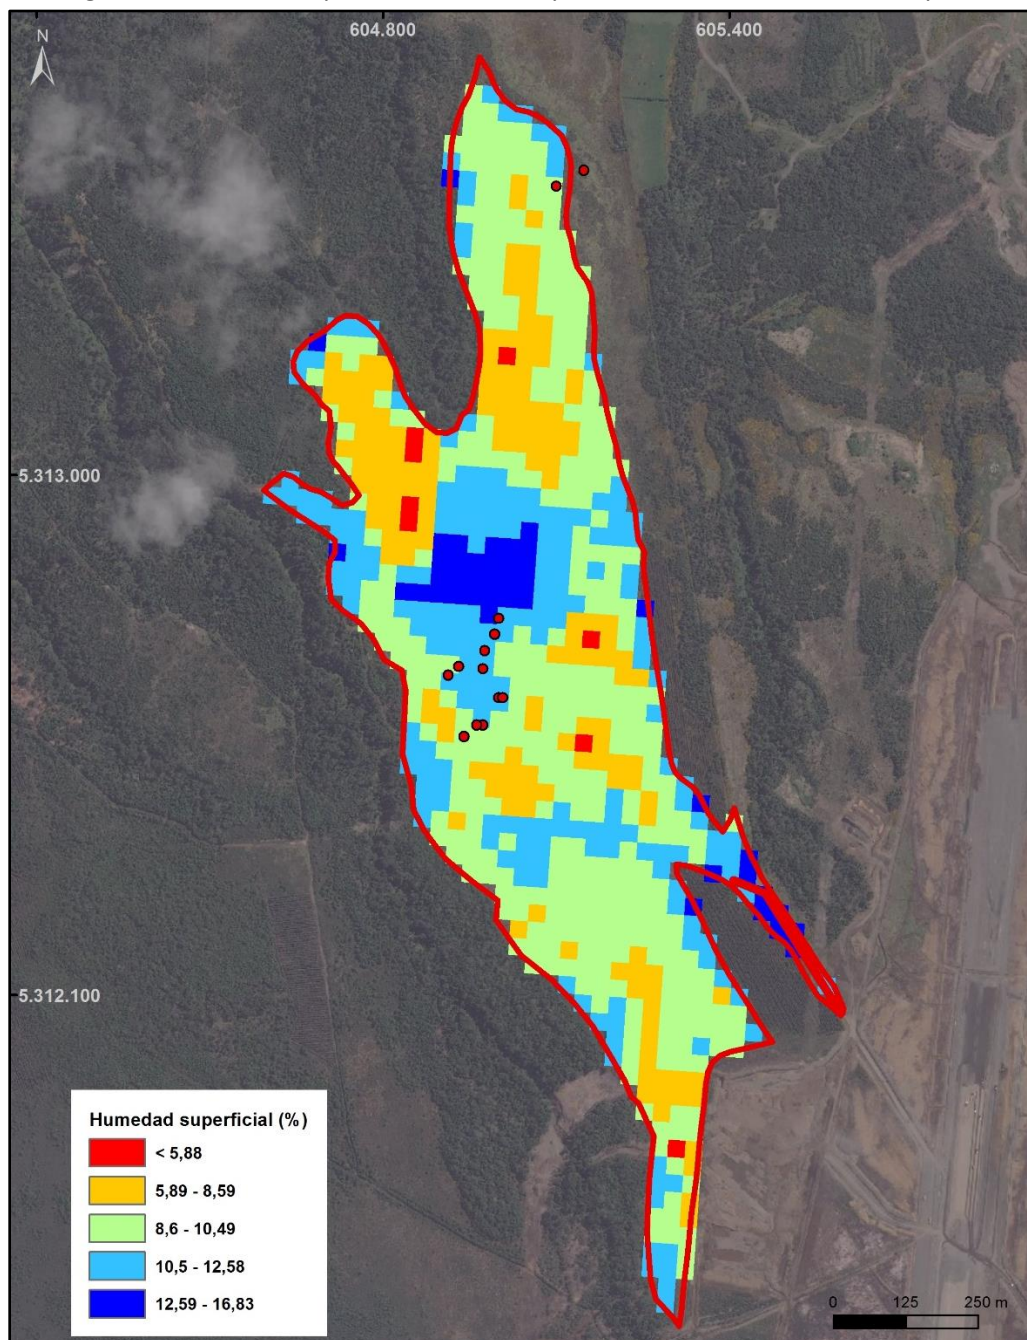 604.800
605.400
N
5.313.000
5.312.100
Humedad superficial (%)
< 5,88
5,89 - 8,59
8,6 - 10,49
10,5 - 12,58
12,59 - 16,83
0 125 250 m